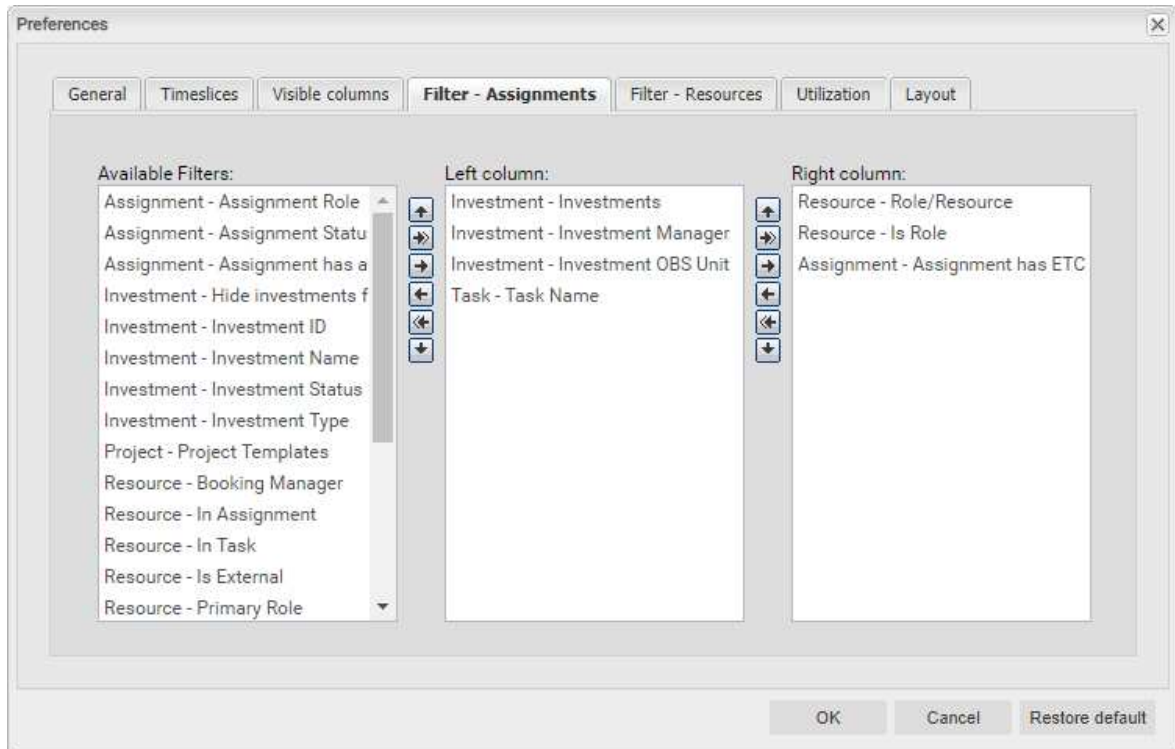 Preferences
General Timeslices Visible columns Filter - Assignments Filter - Resources Utilization Layout
Available Filters:
Assignment - Assignment Role
Assignment - Assignment Statu
Assignment - Assignment has a
Investment - Hide investments f
Investment - Investment ID
Investment - Investment Name
Investment - Investment Status
Investment - Investment Type
Project - Project Templates
Resource - Booking Manager
Resource - In Assignment
Resource - In Task
Resource - Is External
Resource - Primary Role
Left column:
Investment - Investments
Investment - Investment Manager
Investment - Investment OBS Unit
Task - Task Name
Right column:
Resource - Role/Resource
Resource - Is Role
Assignment - Assignment has ETC
OK Cancel Restore default